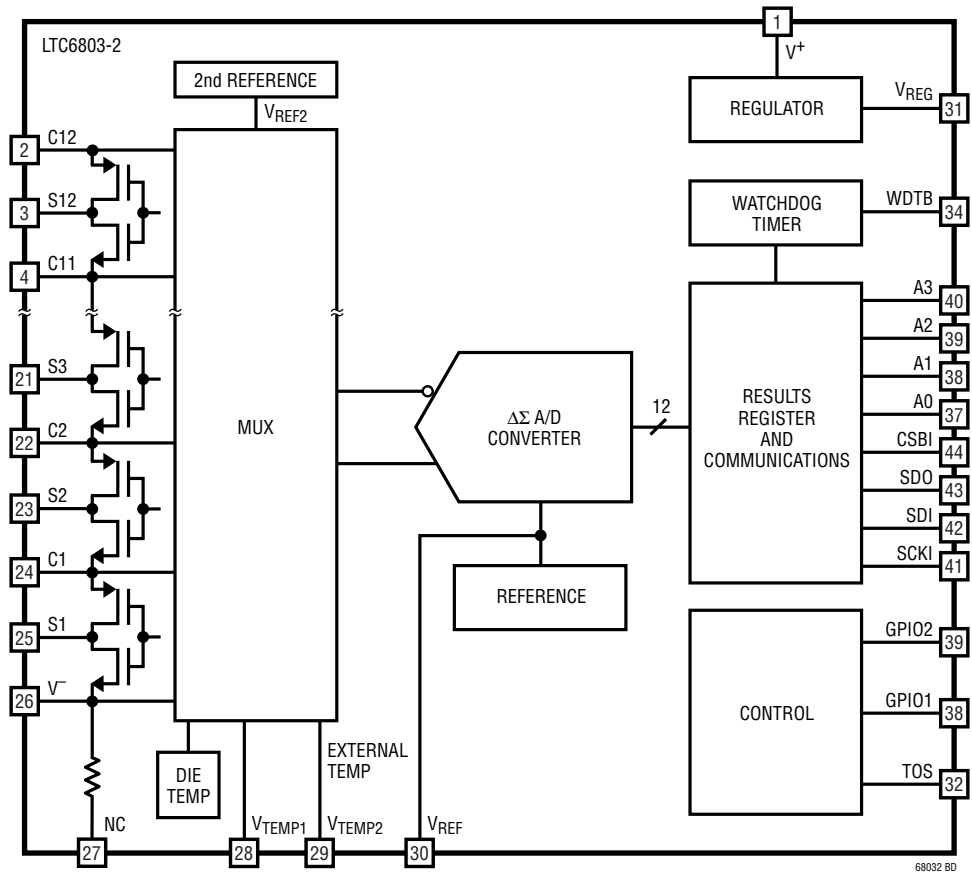 LTC6803-2
1
V+
2nd REFERENCE
VREF2
REGULATOR
VREG
31
2
C12
3
S12
4
C11
WATCHDOG
TIMER
WDTB
34
21
S3
22
C2
23
S2
24
C1
25
S1
26
V–
MUX
ΔΣ A/D
CONVERTER
12
RESULTS
REGISTER
AND
COMMUNICATIONS
A3
40
A2
39
A1
38
A0
37
CSBI
44
SDO
43
SDI
42
SCKI
41
REFERENCE
CONTROL
GPIO2
39
GPIO1
38
TOS
32
DIE
TEMP
EXTERNAL
TEMP
NC
27
VTEMP1
28
VTEMP2
29
VREF
30
68032 BD